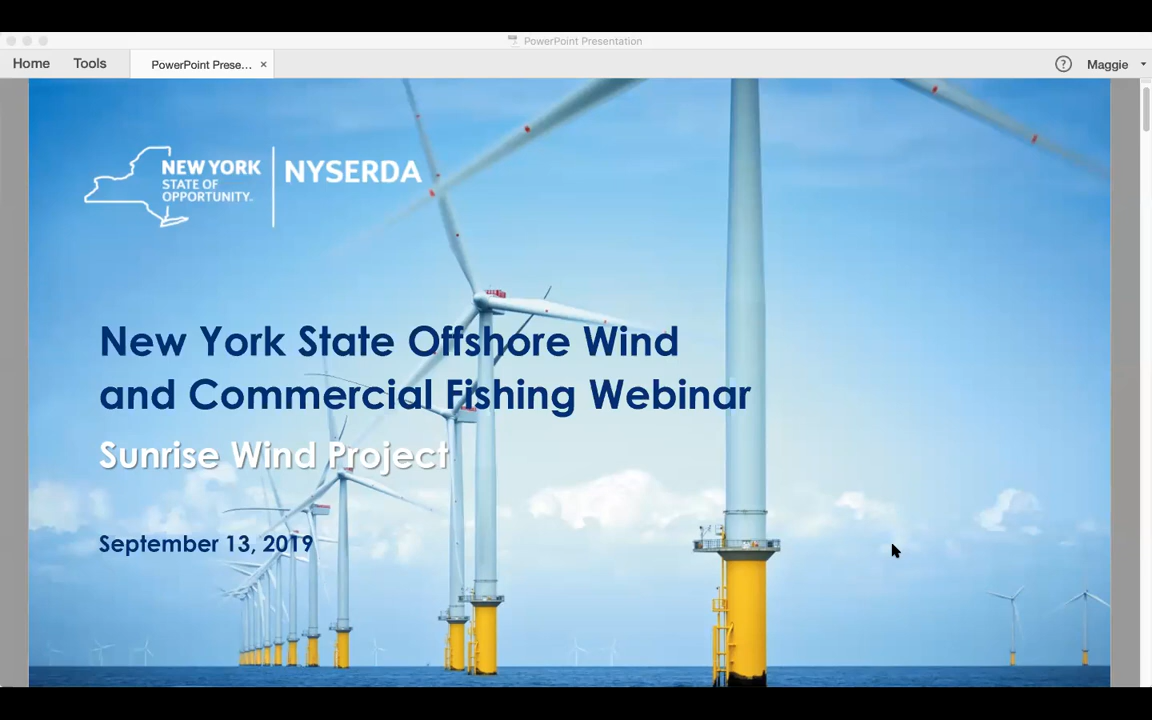 PowerPoint Presentation
Home Tools PowerPoint Prese... × ? Maggie
NEW YORK
STATE OF
OPPORTUNITY.
NYSERDA
New York State Offshore Wind
and Commercial Fishing Webinar
Sunrise Wind Project
September 13, 2019